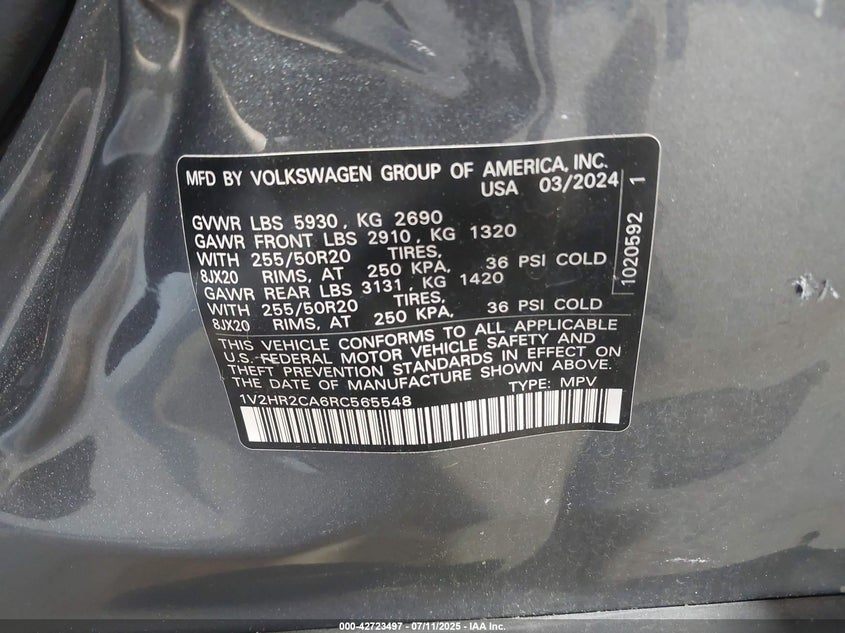 MFD BY VOLKSWAGEN GROUP OF AMERICA, INC.
USA 03/2024
GVWR LBS 5930, KG 2690
GAWR FRONT LBS 2910, KG 1320
WITH 255/50R20 TIRES,
8JX20 RIMS, AT 250 KPA, 36 PSI COLD
GAWR REAR LBS 3131, KG 1420
WITH 255/50R20 TIRES,
8JX20 RIMS, AT 250 KPA, 36 PSI COLD
THIS VEHICLE CONFORMS TO ALL APPLICABLE
U.S. FEDERAL MOTOR VEHICLE SAFETY AND
THEFT PREVENTION STANDARDS IN EFFECT ON
THE DATE OF MANUFACTURE SHOWN ABOVE.
TYPE: MPV
1V2HR2CA6RC565548
1020592 1
000-42723497 - 07/11/2025 - IAA Inc.